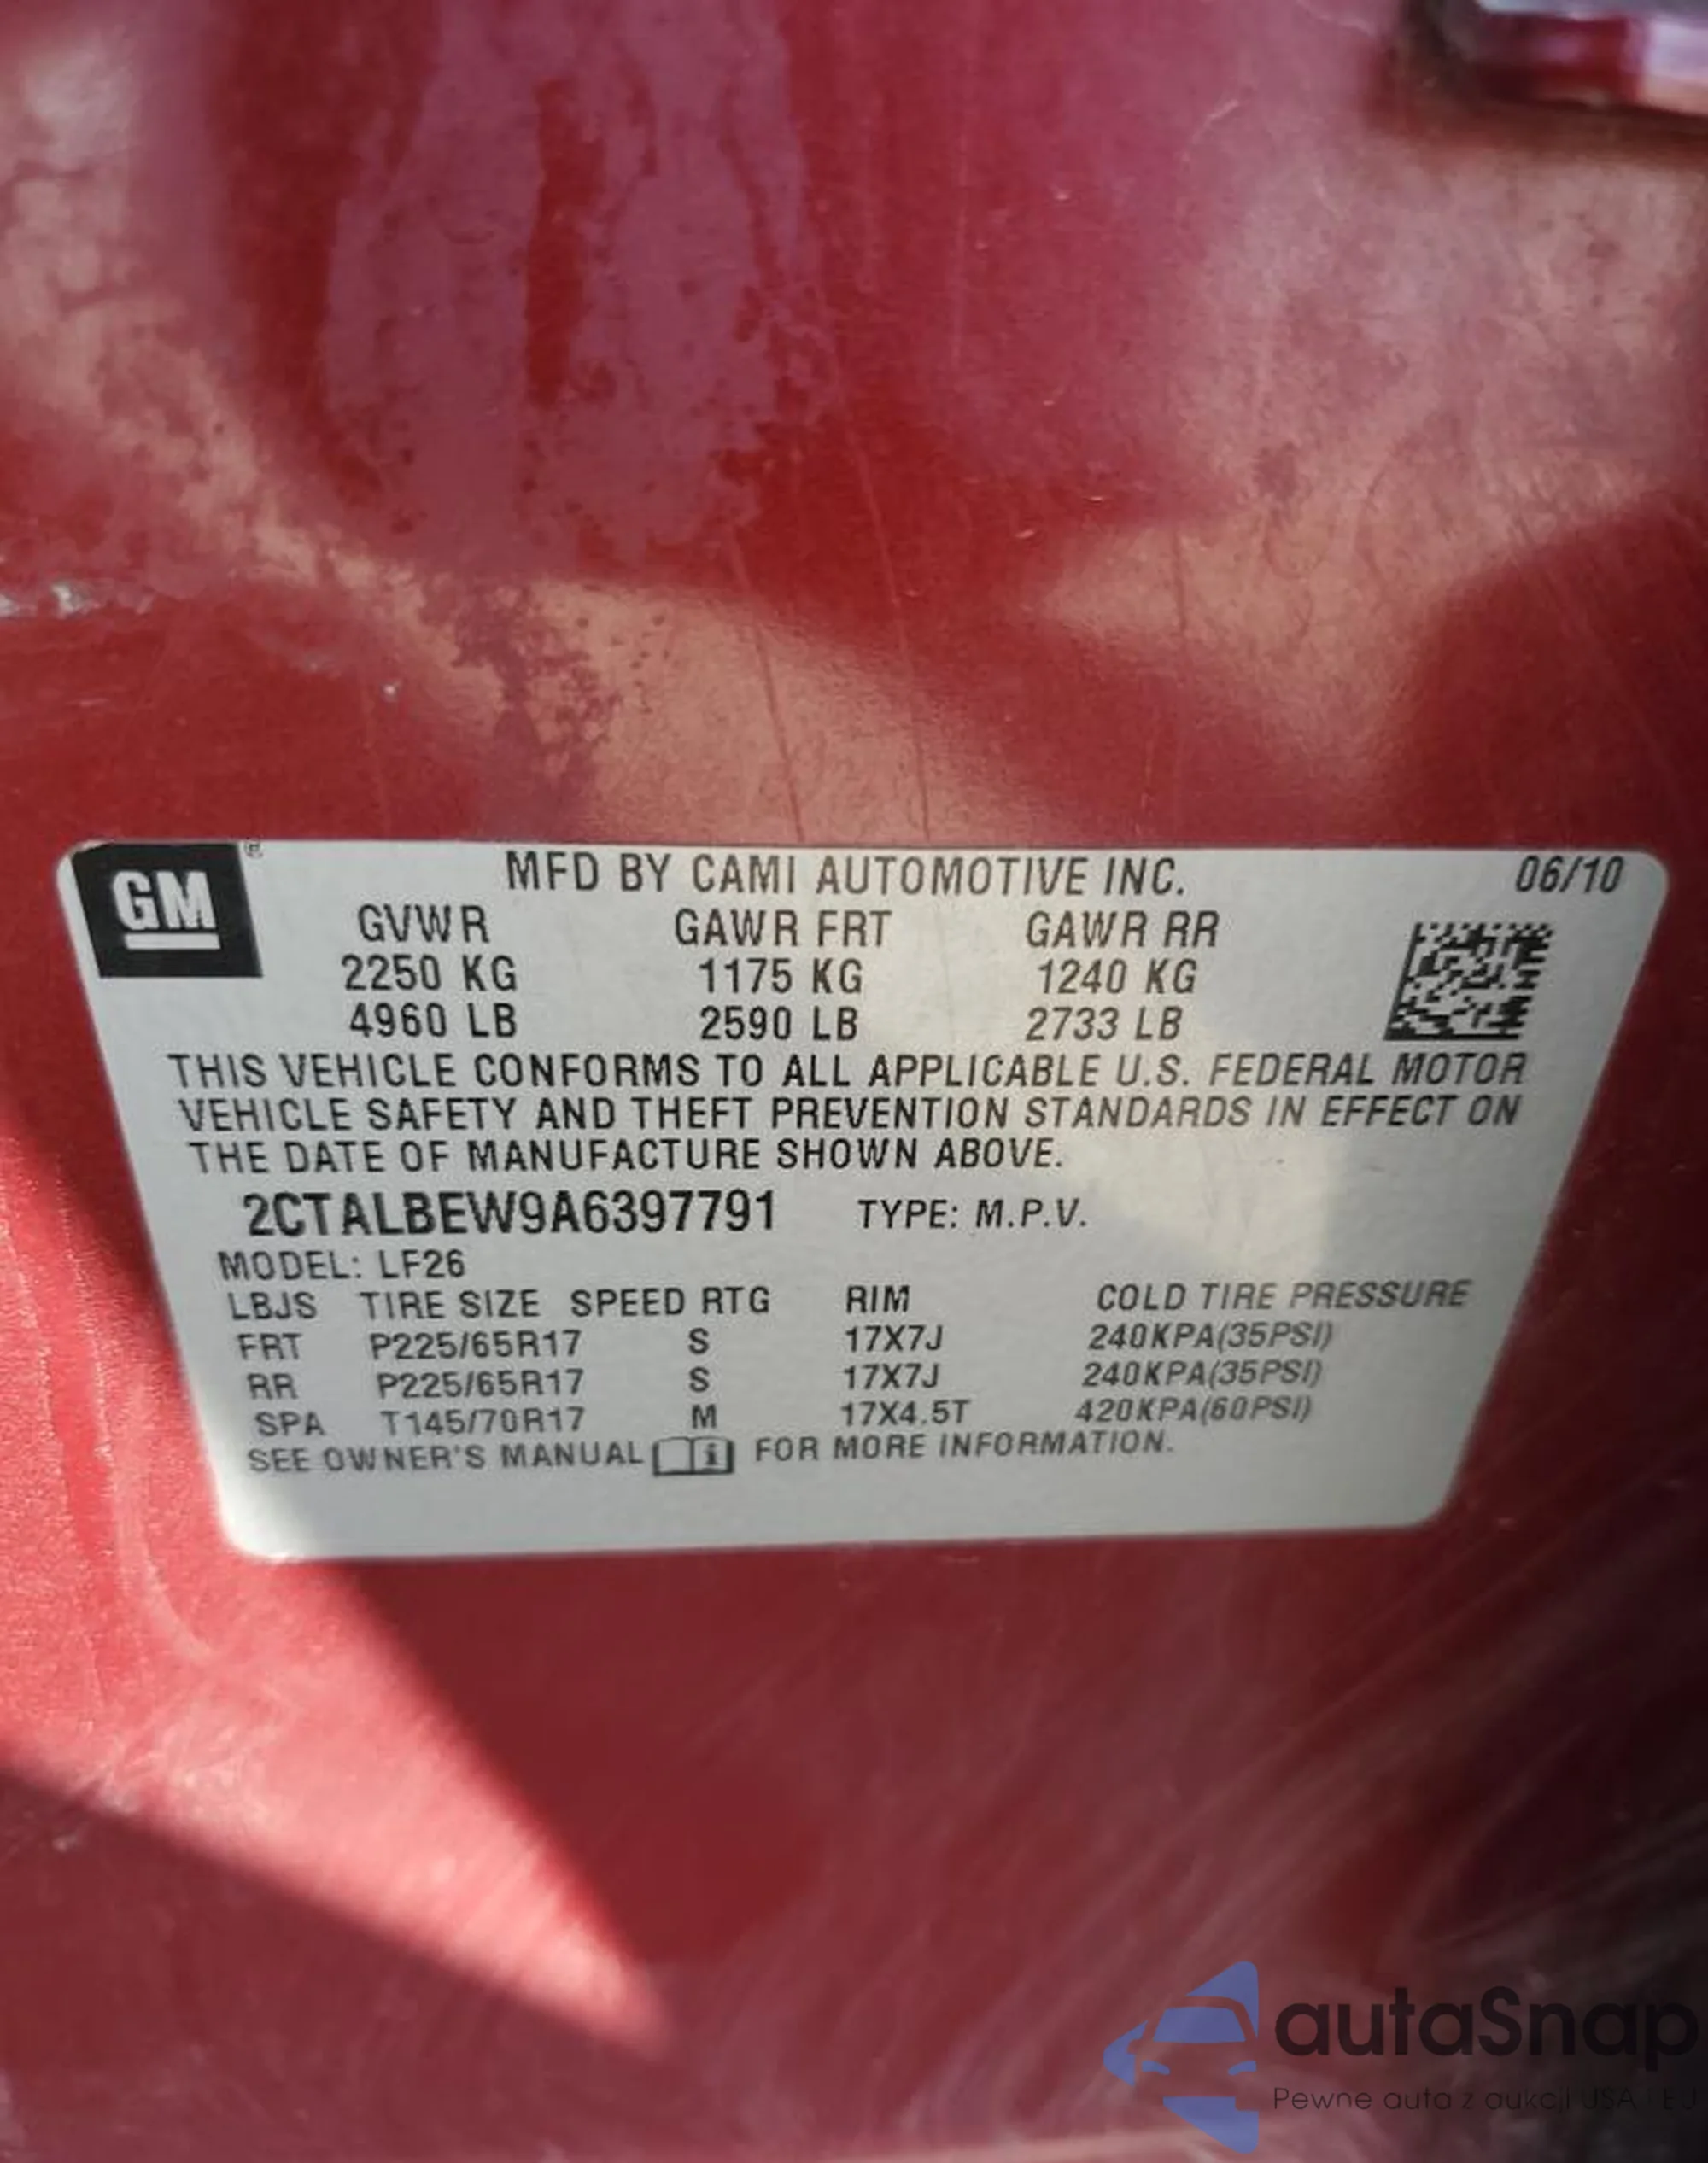 GM ®
MFD BY CAMI AUTOMOTIVE INC. 06/10
GVWR GAWR FRT GAWR RR
2250 KG 1175 KG 1240 KG
4960 LB 2590 LB 2733 LB
THIS VEHICLE CONFORMS TO ALL APPLICABLE U.S. FEDERAL MOTOR
VEHICLE SAFETY AND THEFT PREVENTION STANDARDS IN EFFECT ON
THE DATE OF MANUFACTURE SHOWN ABOVE.
2CTALBEW9A6397791 TYPE: M.P.V.
MODEL: LF26
LBJS TIRE SIZE SPEED RTG RIM COLD TIRE PRESSURE
FRT P225/65R17 S 17X7J 240KPA(35PSI)
RR P225/65R17 S 17X7J 240KPA(35PSI)
SPA T145/70R17 M 17X4.5T 420KPA(60PSI)
SEE OWNER'S MANUAL FOR MORE INFORMATION.
autaSnap
Pewne auta z aukcji USA i E